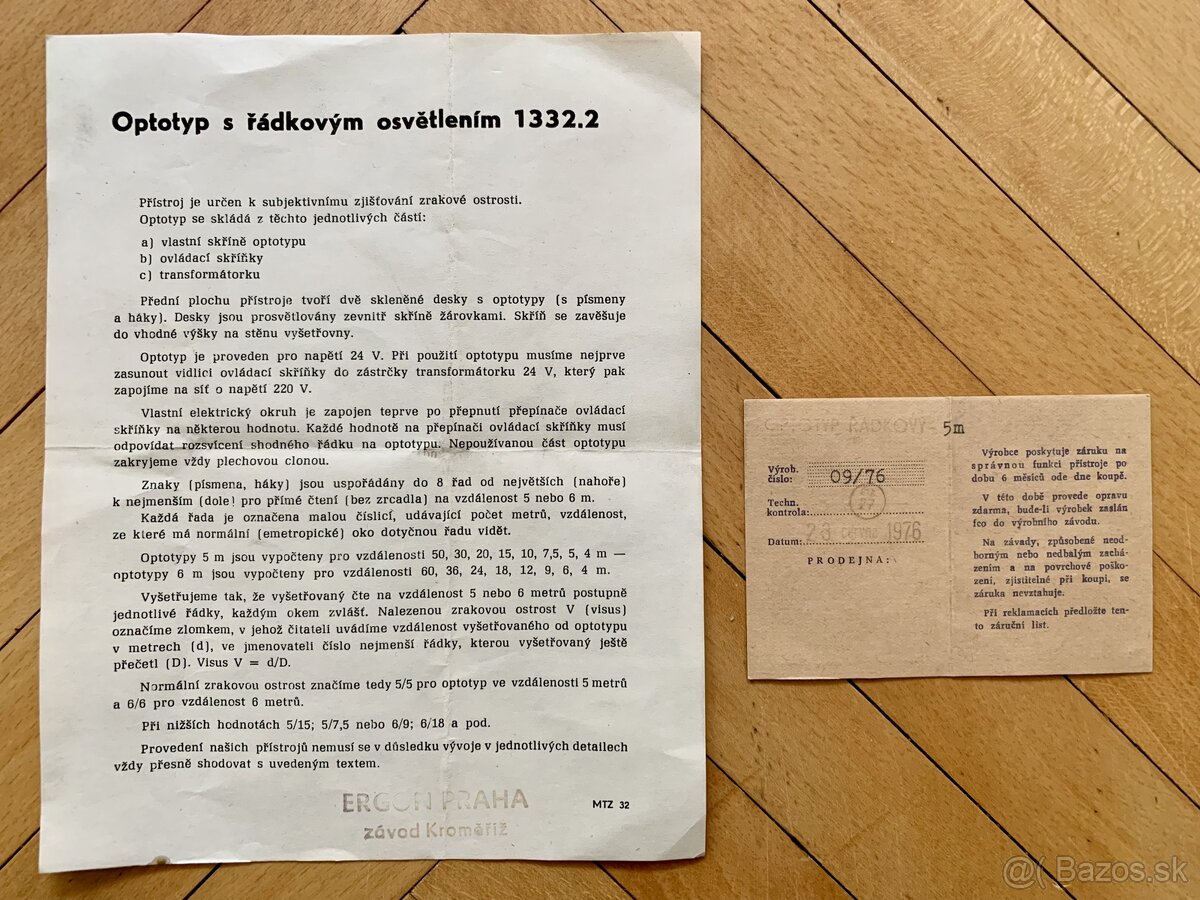 Optotyp s řádkovým osvětlením 1332.2
Přístroj je určen k subjektivnímu zjišťování zrakové ostrosti.
Optotyp se skládá z těchto jednotlivých částí:
a) vlastní skříně optotypu
b) ovládací skříňky
c) transformátorku
Přední plochu přístroje tvoří dvě skleněné desky s optotypy (s písmeny
a háky). Desky jsou prosvětlovány zevnitř skříně žárovkami. Skříň se zavěšuje
do vhodné výšky na stěnu vyšetřovny.
Optotyp je proveden pro napětí 24 V. Při použití optotypu musíme nejprve
zasunout vidlici ovládací skříňky do zástrčky transformátorku 24 V, který pak
zapojíme na síť o napětí 220 V.
Vlastní elektrický okruh je zapojen teprve po přepnutí přepínače ovládací
skříňky na některou hodnotu. Každé hodnotě na přepínači ovládací skříňky musí
odpovídat rozsvícení shodného řádku na optotypu. Nepoužívanou část optotypu
zakryjeme vždy plechovou clonou.
Znaky (písmena, háky) jsou uspořádány do 8 řad od největších (nahoře)
k nejmenším (dole) pro přímé čtení (bez zrcadla) na vzdálenost 5 nebo 6 m.
Každá řada je označena malou číslicí, udávající počet metrů, vzdálenost,
ze které má normální (emetropické) oko dotyčnou řadu vidět.
Optotypy 5 m jsou vypočteny pro vzdálenosti 50, 30, 20, 15, 10, 7,5, 5, 4 m —
optotypy 6 m jsou vypočteny pro vzdálenosti 60, 36, 24, 18, 12, 9, 6, 4 m.
Vyšetřujeme tak, že vyšetřovaný čte na vzdálenost 5 nebo 6 metrů postupně
jednotlivé řádky, každým okem zvlášť. Nalezenou zrakovou ostrost V (visus)
označíme zlomkem, v jehož čitateli uvádíme vzdálenost vyšetřovaného od optotypu
v metrech (d), ve jmenovateli číslo nejmenší řádky, kterou vyšetřovaný ještě
přečetl (D). Visus V = d/D.
Normální zrakovou ostrost značíme tedy 5/5 pro optotyp ve vzdálenosti 5 metrů
a 6/6 pro vzdálenost 6 metrů.
Při nižších hodnotách 5/15; 5/7,5 nebo 6/9; 6/18 a pod.
Provedení našich přístrojů nemusí se v důsledku vývoje v jednotlivých detailech
vždy přesně shodovat s uvedeným textem.
ERGON PRAHA
závod Kroměříž
MTZ 32
OPTOTYP ŘÁDKOVÝ - 5m
Výrob.
číslo: 09/76
Techn.
kontrola:
Datum: 1976
PRODEJNA:
Výrobce poskytuje záruku na
správnou funkci přístroje po
dobu 6 měsíců ode dne koupě.
V této době provede opravu
zdarma, bude-li výrobek zaslán
fco do výrobního závodu.
Na závady, způsobené neod-
borným nebo nedbalým zachá-
zením a na povrchové poško-
zení, zjistitelné při koupi, se
záruka nevztahuje.
Při reklamacích předložte ten-
to záruční list.
@( Bazos.sk